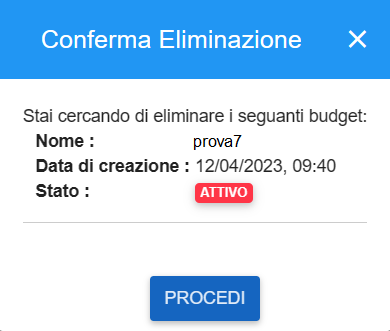 Conferma Eliminazione ×
Stai cercando di eliminare i seguanti budget:
Nome : prova7
Data di creazione : 12/04/2023, 09:40
Stato : ATTIVO
PROCEDI